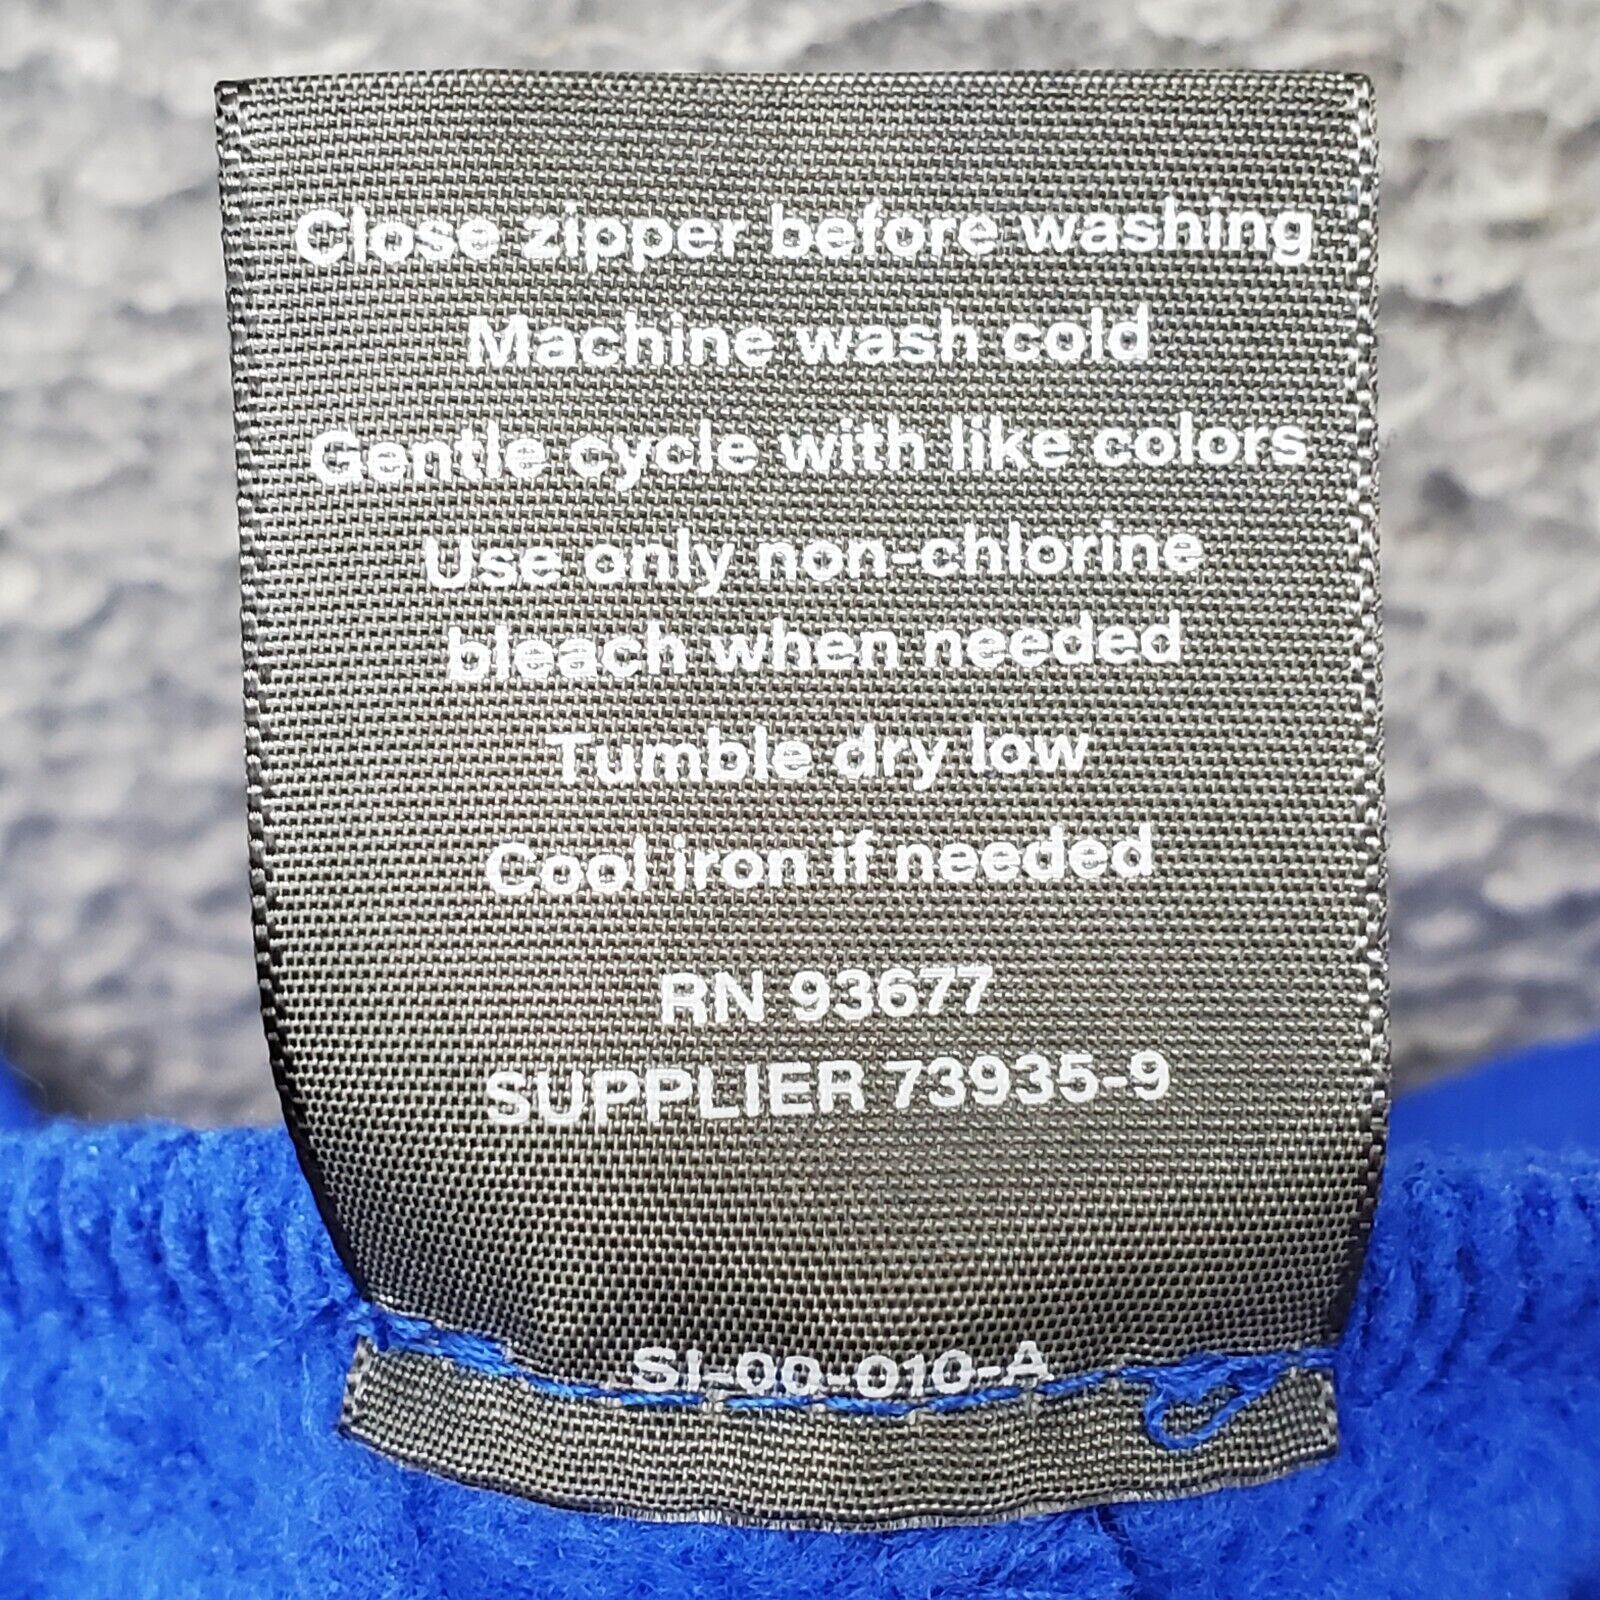 Close zipper before washing
Machine wash cold
Gentle cycle with like colors
Use only non-chlorine
bleach when needed
Tumble dry low
Cool iron if needed
RN 93677
SUPPLIER 73935-9
SI-00-010-A